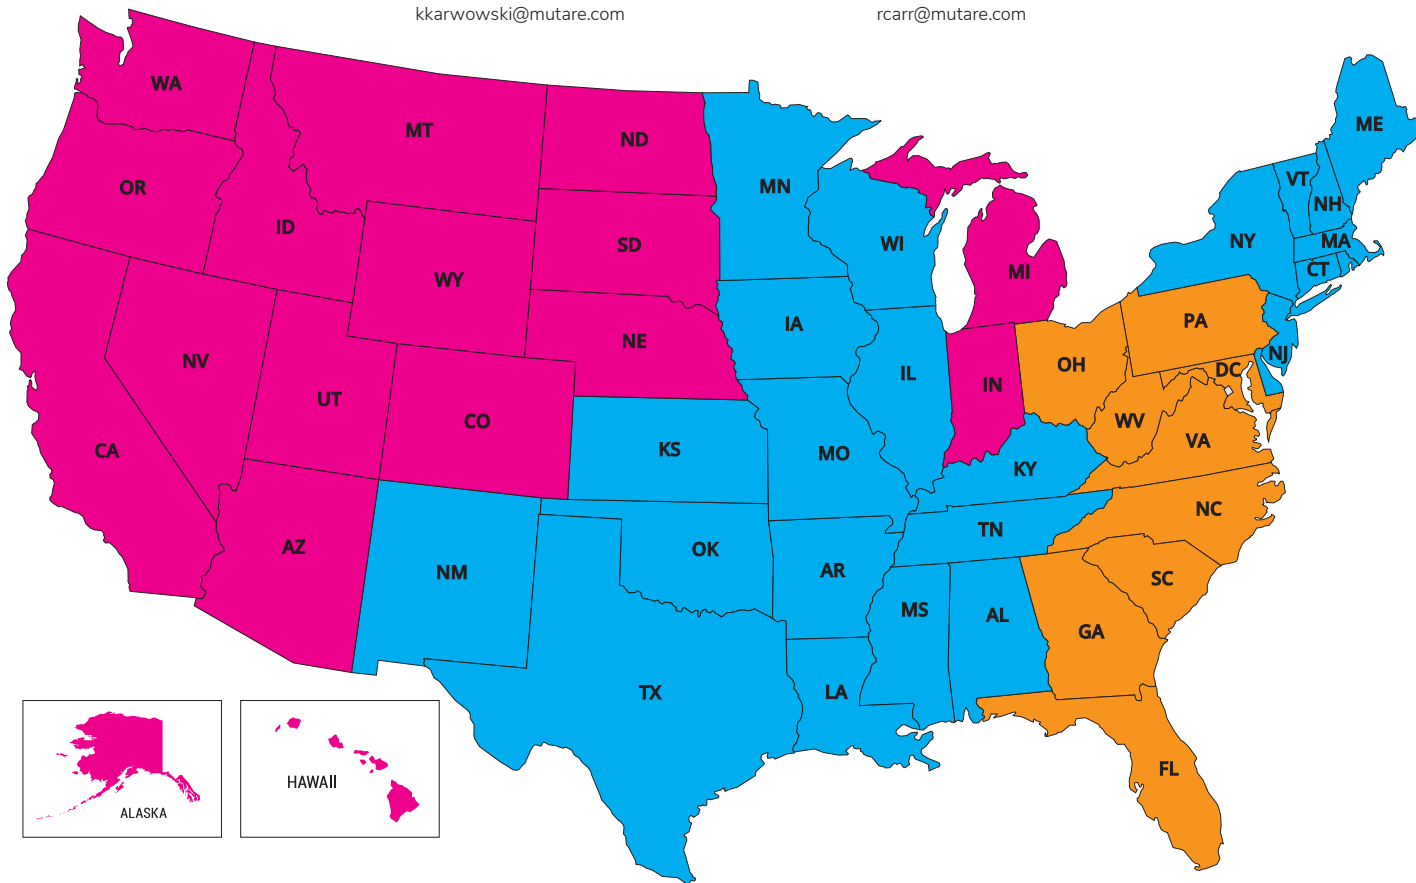 kkarwowski@mutare.com rcarr@mutare.com
WA
MT
ND
MN
ME
OR
ID
SD
WI
VT
NH
NY
MA
WY
MI
CT
NV
NE
IA
PA
UT
CO
IL
IN
OH
NJ
DC
CA
KS
MO
KY
WV
VA
AZ
NM
OK
AR
TN
NC
SC
MS
AL
GA
TX
LA
FL
ALASKA
HAWAII